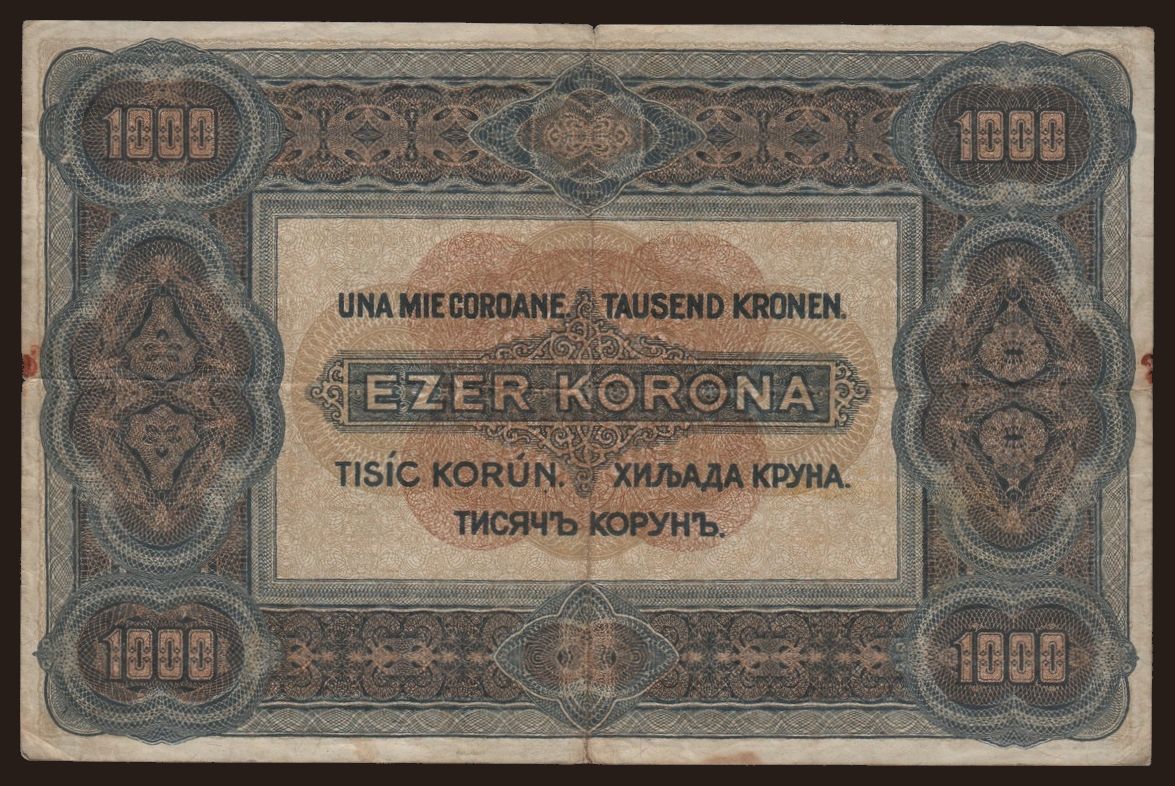 1000 1000
UNA MIE COROANE. TAUSEND KRONEN.
EZER KORONA
TISÍC KORÚN. ХИЉАДА КРУНА.
ТИСЯЧЪ КОРУНЪ.
1000 1000